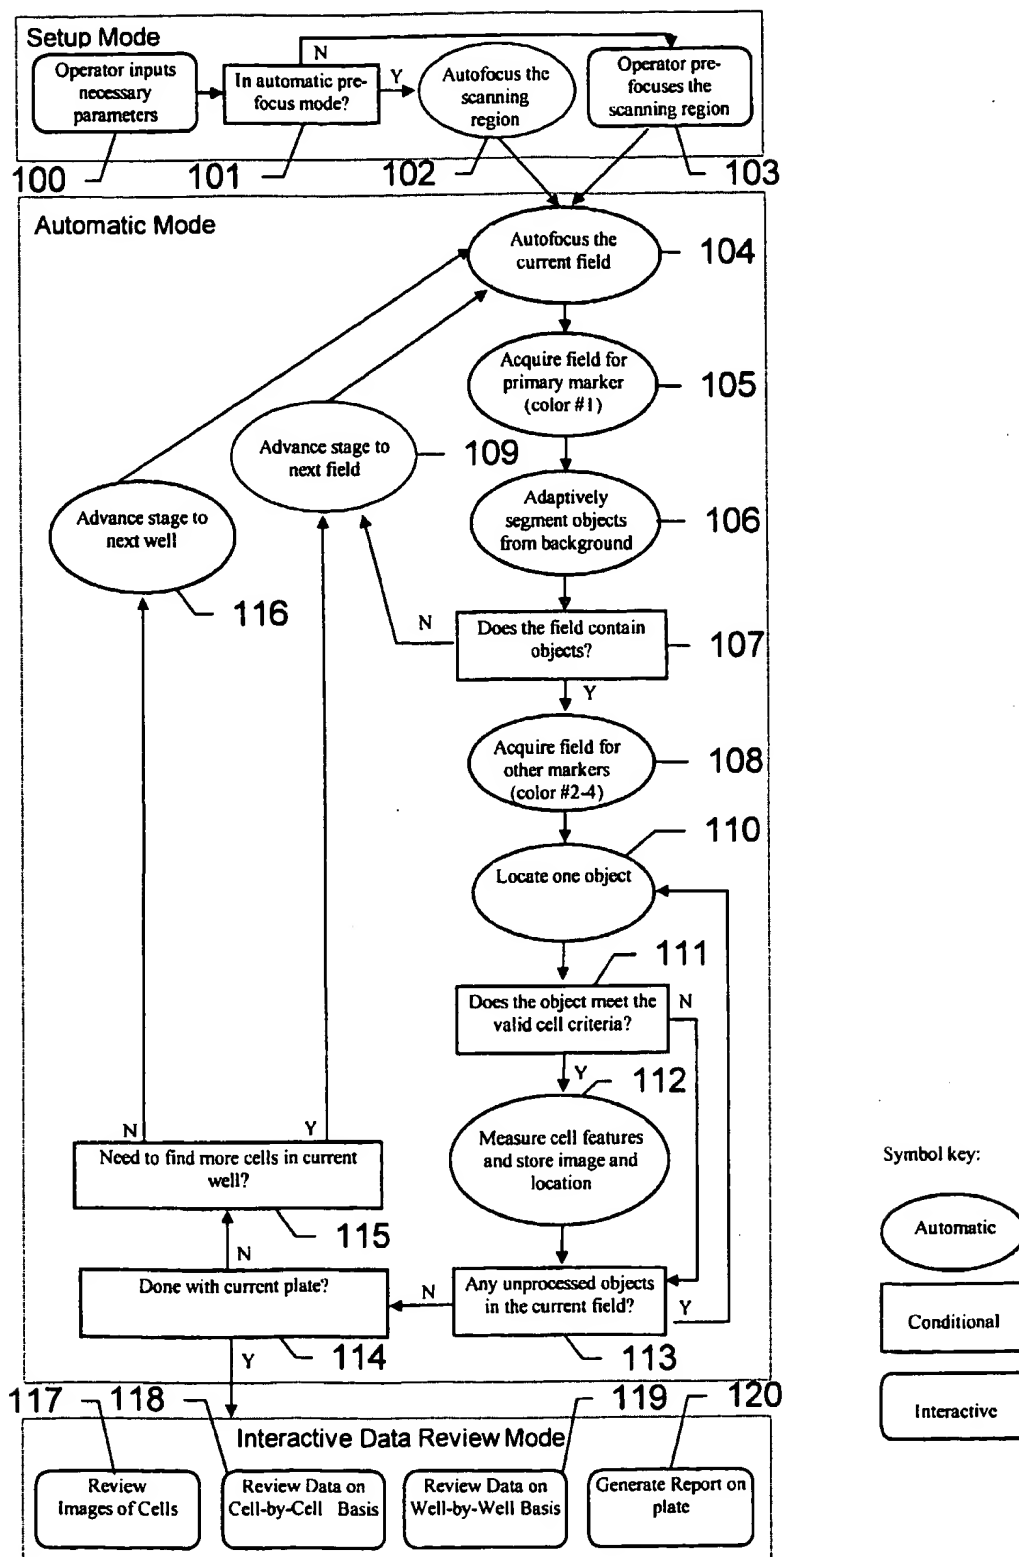 Setup Mode
Operator inputs
necessary
parameters
100
N
In automatic pre-
focus mode?
101
Y
Autofocus the
scanning
region
102
Operator pre-
focuses the
scanning region
103
Automatic Mode
Autofocus the
current field
104
Acquire field for
primary marker
(color #1)
105
Advance stage to
next field
109
Adaptively
segment objects
from background
106
Advance stage to
next well
116
N
Does the field contain
objects?
107
Y
Acquire field for
other markers
(color #2-4)
108
110
Locate one object
111
Does the object meet the
valid cell criteria?
N
Y
112
Measure cell features
and store image and
location
N
Y
Need to find more cells in current
well?
115
N
Done with current plate?
114
Y
N
Any unprocessed objects
in the current field?
Y
113
117
118
119
120
Interactive Data Review Mode
Review
Images of Cells
Review Data on
Cell-by-Cell Basis
Review Data on
Well-by-Well Basis
Generate Report on
plate
Symbol key:
Automatic
Conditional
Interactive